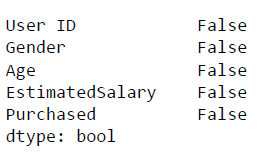 User ID            False
Gender             False
Age                False
EstimatedSalary    False
Purchased          False
dtype: bool